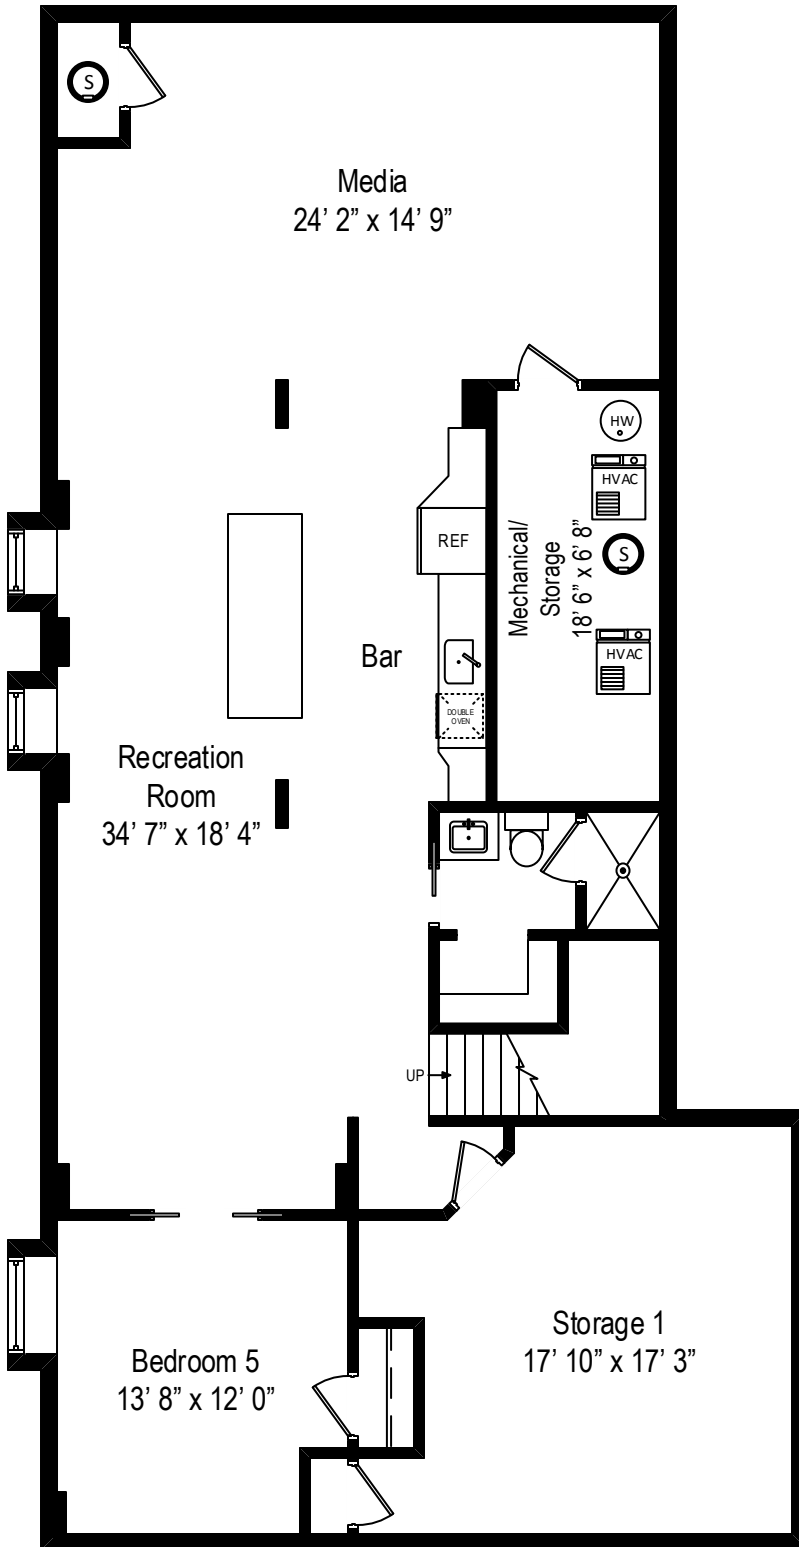 S
Media
24’ 2” x 14’ 9”
HW
HVAC
REF
Mechanical/
Storage
18’ 6” x 6’ 8”
S
HVAC
Bar
DOUBLE
OVEN
Recreation
Room
34’ 7” x 18’ 4”
UP
Storage 1
17’ 10” x 17’ 3”
Bedroom 5
13’ 8” x 12’ 0”